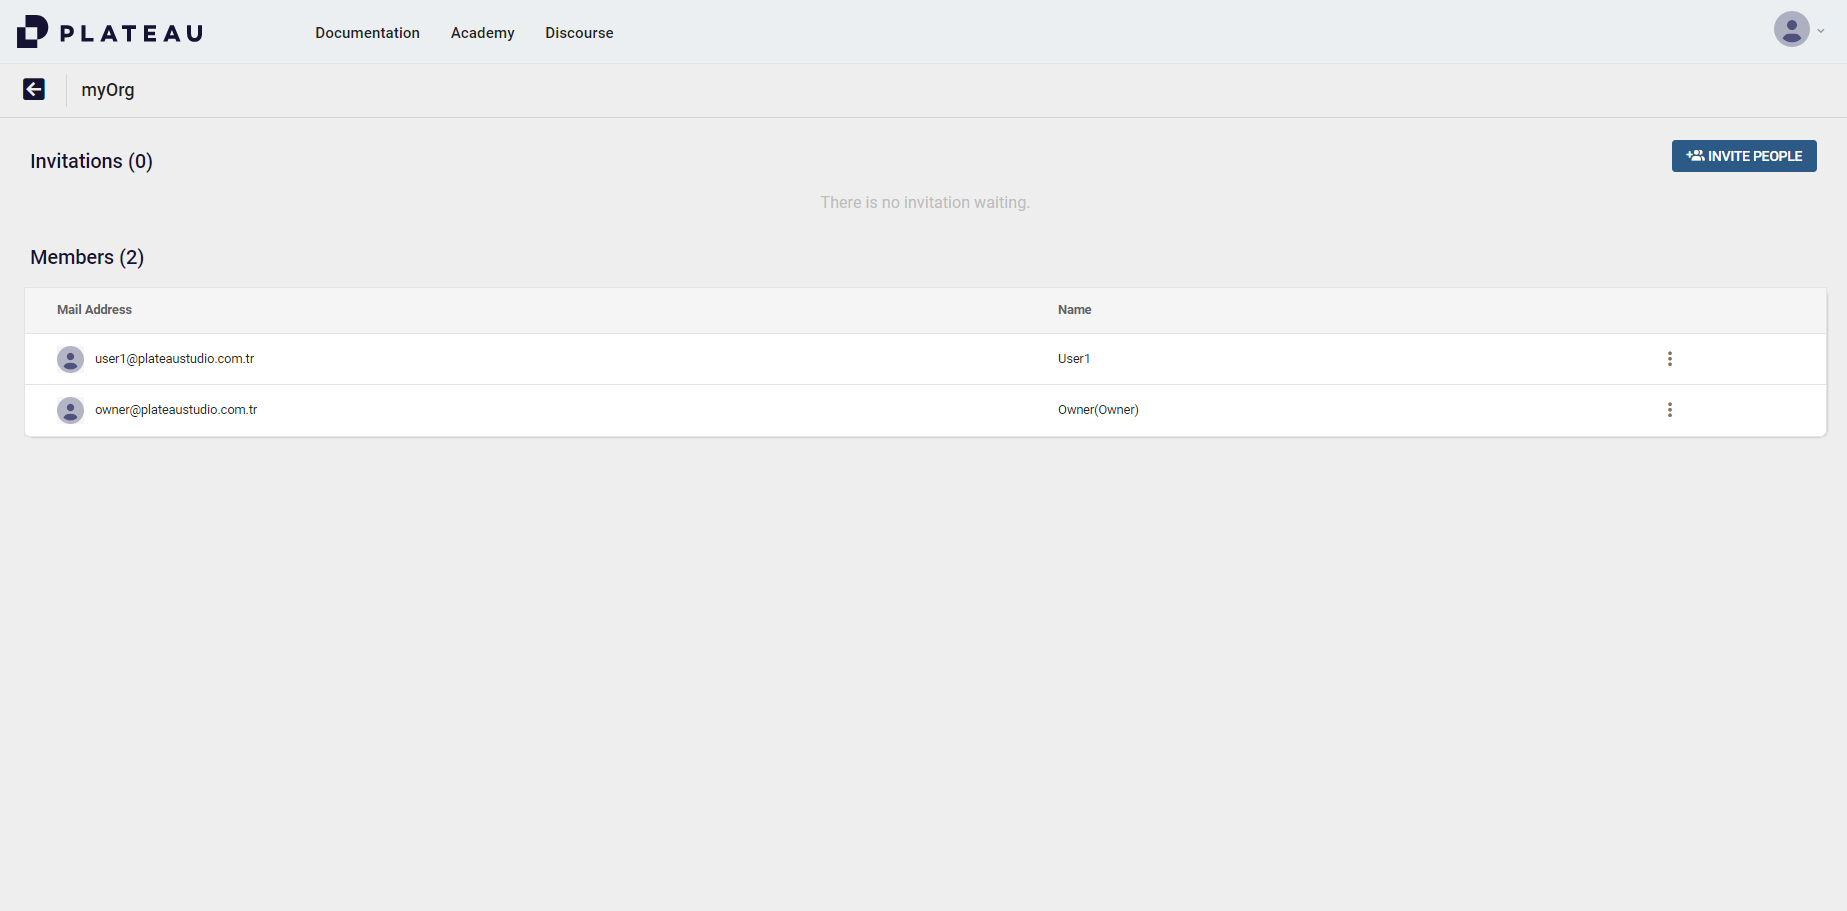 PLATEAU
Documentation Academy Discourse
myOrg
Invitations (0)
INVITE PEOPLE
There is no invitation waiting.
Members (2)
Mail Address Name
user1@plateaustudio.com.tr User1
owner@plateaustudio.com.tr Owner(Owner)